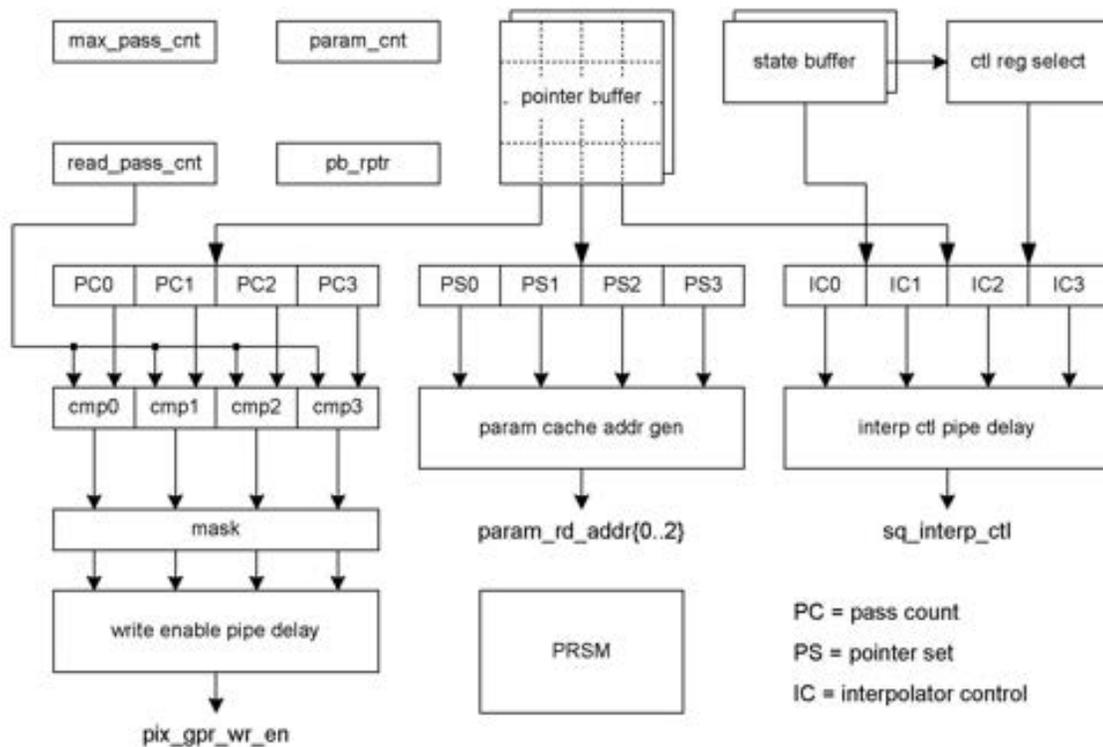 max_pass_cnt
param_cnt
pointer buffer
state buffer
ctl reg select
read_pass_cnt
pb_rptr
PC0 PC1 PC2 PC3
PS0 PS1 PS2 PS3
IC0 IC1 IC2 IC3
cmp0 cmp1 cmp2 cmp3
param cache addr gen
interp ctl pipe delay
mask
param_rd_addr{0..2}
sq_interp_ctl
write enable pipe delay
PRSM
PC = pass count
PS = pointer set
IC = interpolator control
pix_gpr_wr_en